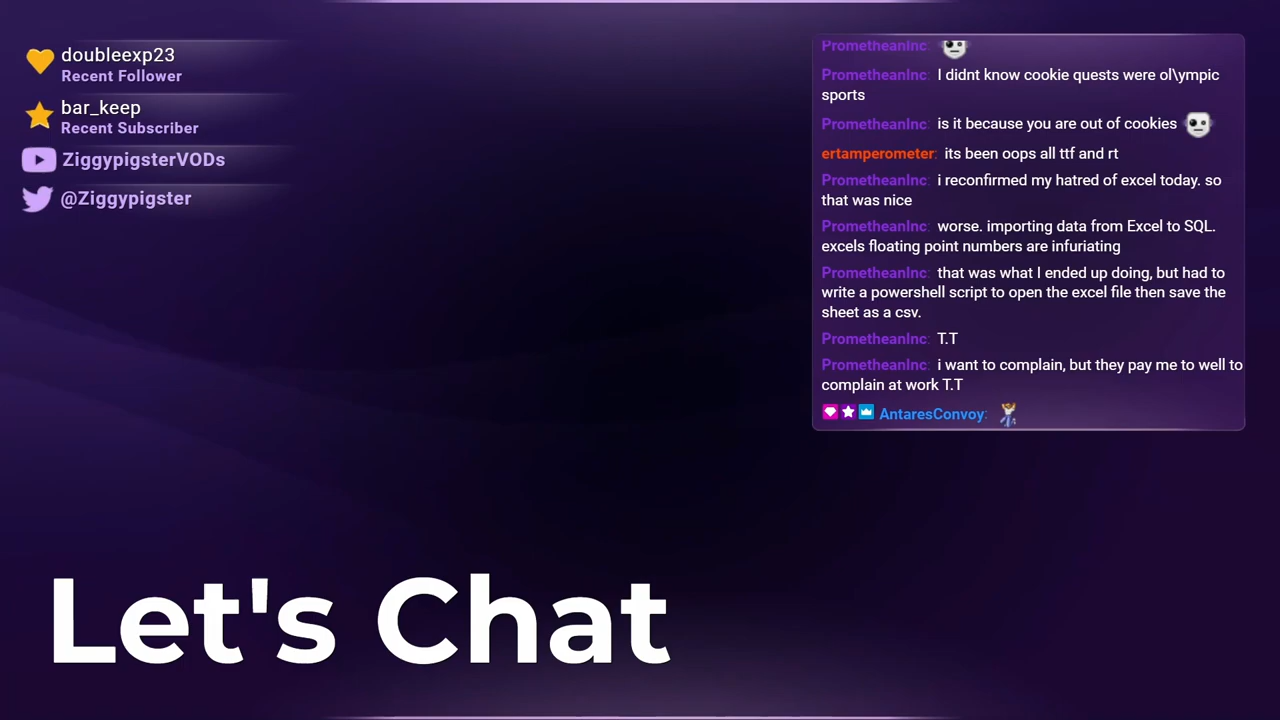 doubleexp23
Recent Follower
bar_keep
Recent Subscriber
ZiggypigsterVODs
@Ziggypigster
PrometheanInc:
PrometheanInc: I didnt know cookie quests were ol\ympic
sports
PrometheanInc: is it because you are out of cookies
ertamperometer: its been oops all ttf and rt
PrometheanInc: i reconfirmed my hatred of excel today. so
that was nice
PrometheanInc: worse. importing data from Excel to SQL.
excels floating point numbers are infuriating
PrometheanInc: that was what I ended up doing, but had to
write a powershell script to open the excel file then save the
sheet as a csv.
PrometheanInc: T.T
PrometheanInc: i want to complain, but they pay me to well to
complain at work T.T
AntaresConvoy:
Let's Chat